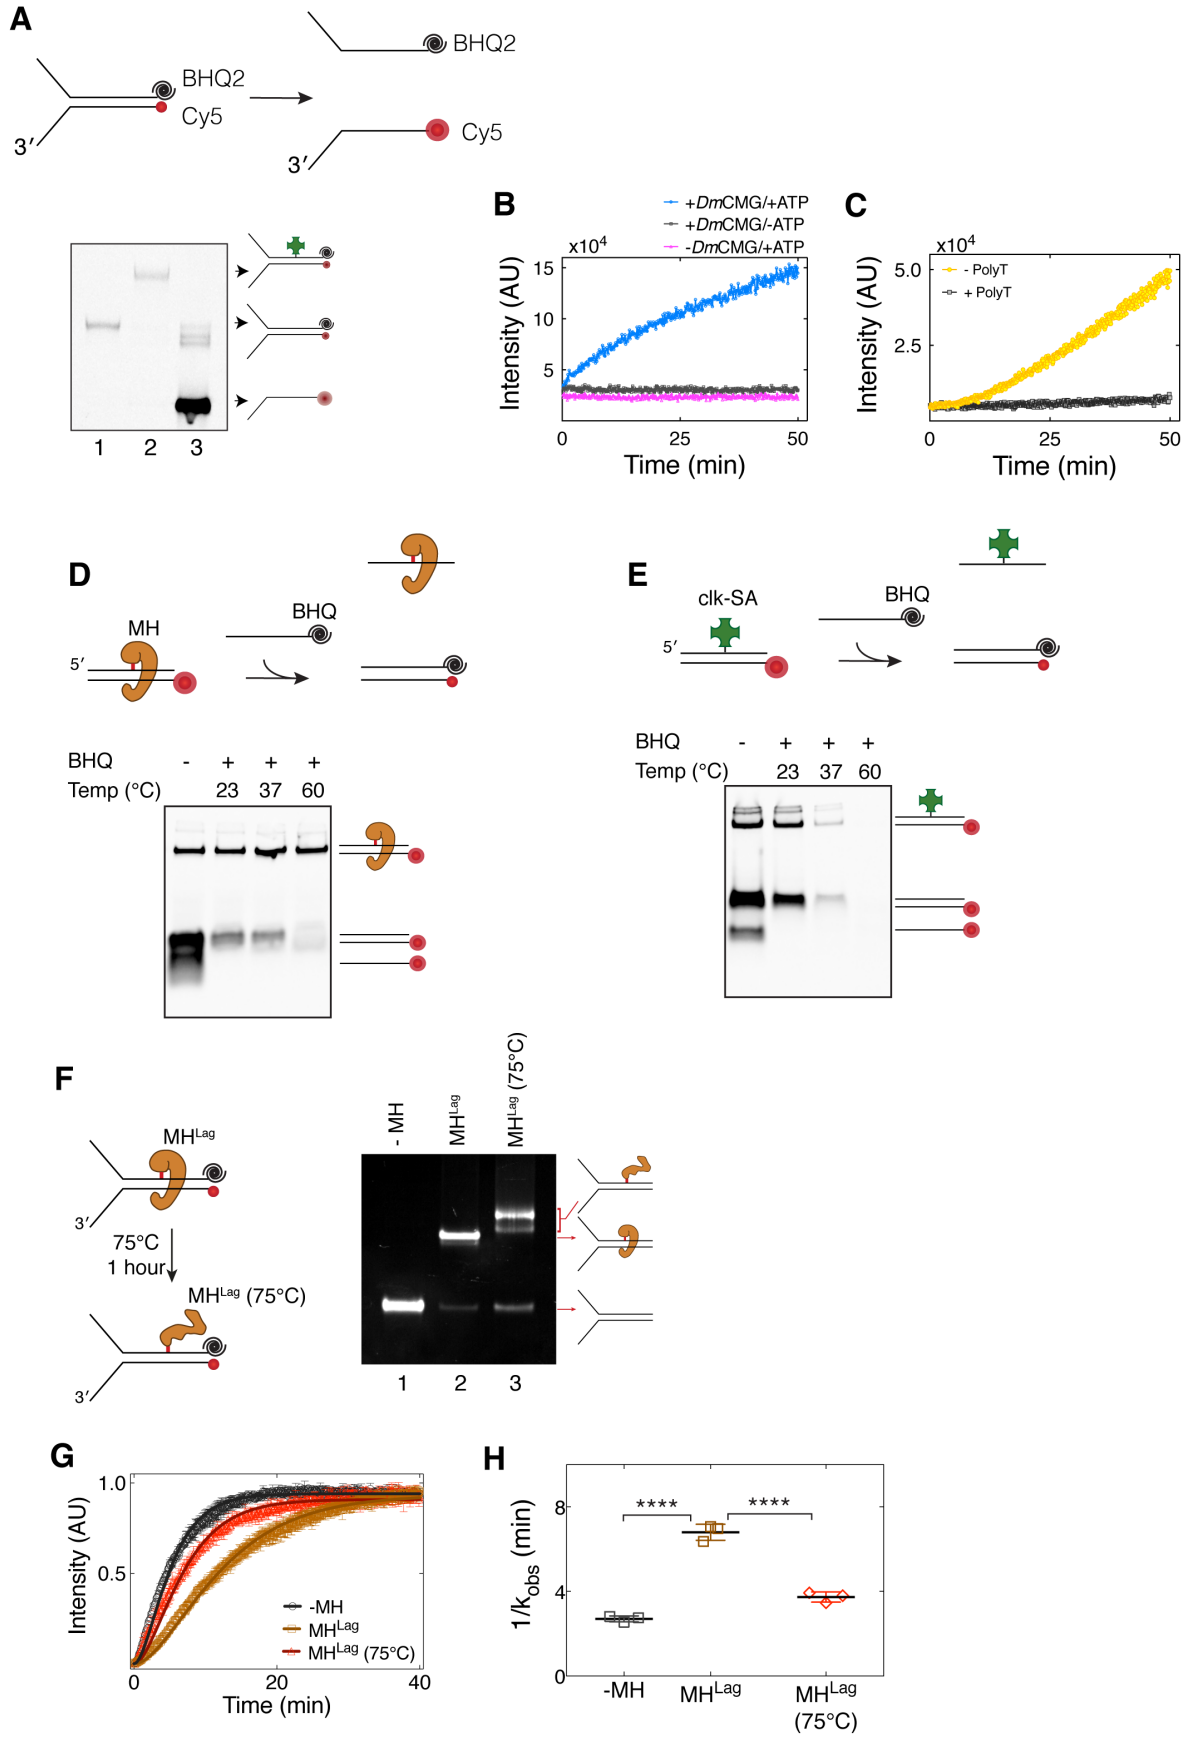 A
BHQ2
BHQ2
Cy5
Cy5
3′
3′
1 2 3
B
+DmCMG/+ATP
+DmCMG/-ATP
-DmCMG/+ATP
x10⁴
15
10
5
Intensity (AU)
0 25 50
Time (min)
C
x10⁴
5.0
2.5
- PolyT
+ PolyT
Intensity (AU)
0 25 50
Time (min)
D
MH
BHQ
5′
BHQ - + + +
Temp (°C) 23 37 60
E
clk-SA
BHQ
5′
BHQ - + + +
Temp (°C) 23 37 60
F
MHᴸᵃᵍ
3′
75°C
1 hour
MHᴸᵃᵍ (75°C)
3′
- MH
MHᴸᵃᵍ
MHᴸᵃᵍ (75°C)
1 2 3
G
1.0
0.5
Intensity (AU)
-MH
MHᴸᵃᵍ
MHᴸᵃᵍ (75°C)
0 20 40
Time (min)
H
8
4
0
1/kobs (min)
**** ****
-MH MHᴸᵃᵍ MHᴸᵃᵍ
(75°C)